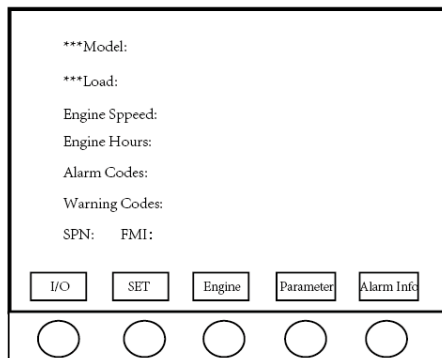 ***Model:
***Load:
Engine Sppeed:
Engine Hours:
Alarm Codes:
Warning Codes:
SPN: FMI:
I/O SET Engine Parameter Alarm Info